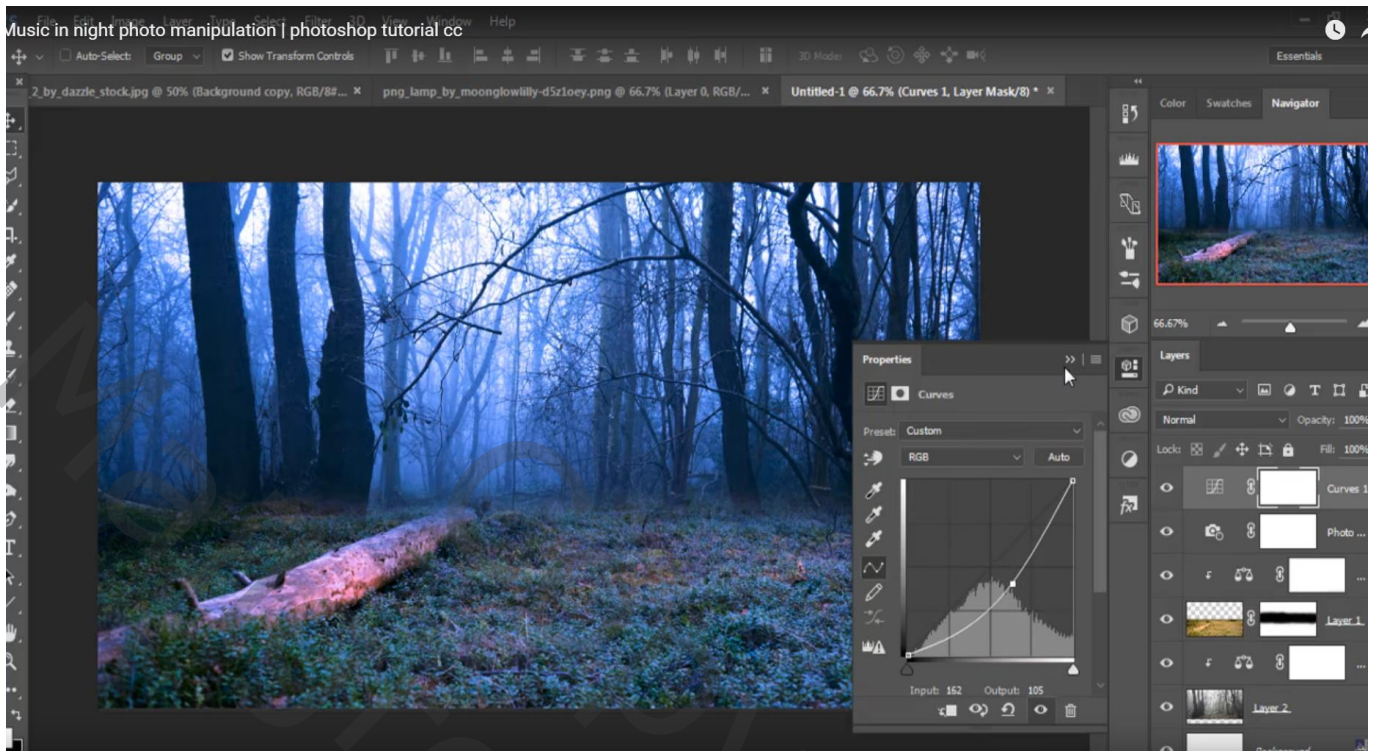 File Edit Image Layer Type Select Filter 3D View Window Help
Music in night photo manipulation | photoshop tutorial cc
Auto-Select: Group Show Transform Controls 3D Mode: Essentials
_2_by_dazzle_stock.jpg @ 50% (Background copy, RGB/8#... × png_lamp_by_moonglowlilly-d5z1oey.png @ 66.7% (Layer 0, RGB/... × Untitled-1 @ 66.7% (Curves 1, Layer Mask/8) * ×
Color Swatches Navigator
66.67%
Properties
Curves
Preset: Custom
RGB Auto
Input: 162 Output: 105
Layers
Kind
Normal Opacity: 100%
Lock: Fill: 100%
Curves 1
Photo ...
...
Layer 1
...
Layer 2
Background